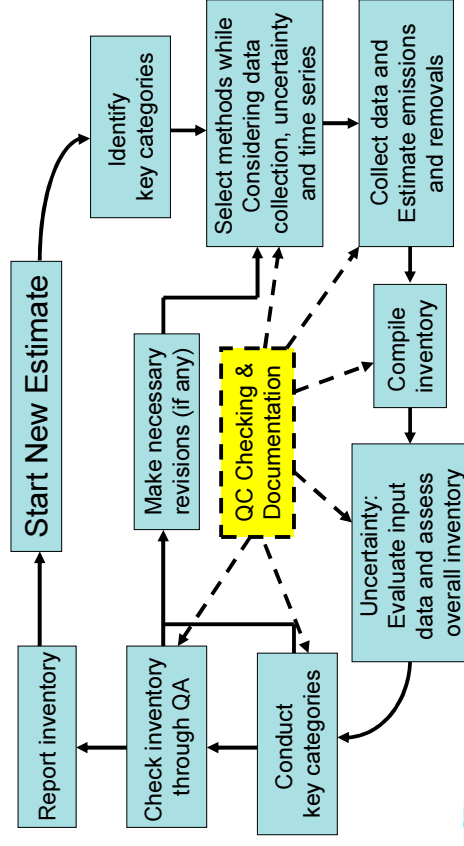 Start New Estimate
Identify
key categories
Select methods while
Considering data
collection, uncertainty
and time series
Collect data and
Estimate emissions
and removals
Compile
inventory
Uncertainty:
Evaluate input
data and assess
overall inventory
Conduct
key categories
Check inventory
through QA
Report inventory
Make necessary
revisions (if any)
QC Checking &
Documentation